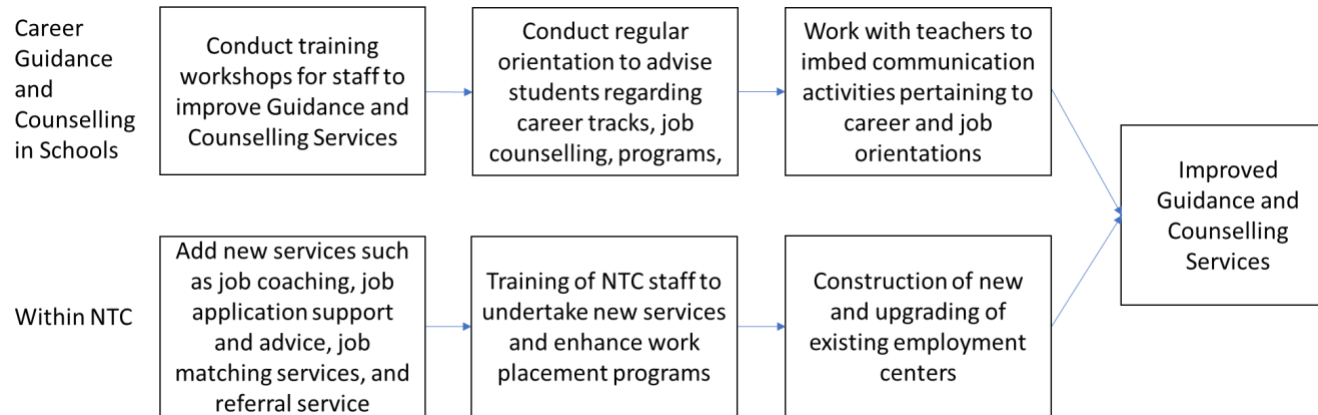 Career
Guidance
and
Counselling
in Schools
Conduct training
workshops for staff to
improve Guidance and
Counselling Services
Conduct regular
orientation to advise
students regarding
career tracks, job
counselling, programs,
Work with teachers to
imbed communication
activities pertaining to
career and job
orientations
Improved
Guidance and
Counselling
Services
Within NTC
Add new services such
as job coaching, job
application support
and advice, job
matching services, and
referral service
Training of NTC staff to
undertake new services
and enhance work
placement programs
Construction of new
and upgrading of
existing employment
centers